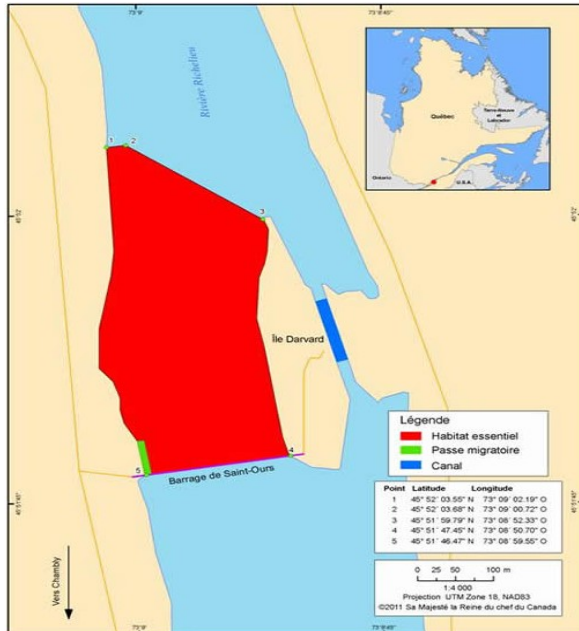 73°9'
73°8'45"
Rivière Richelieu
Québec
Terre-Neuve
et
Labrador
Ontario
U.S.A.
1
2
3
45°52'
45°52'
Île Darvard
4
5
Barrage de Saint-Ours
45°51'45"
45°51'45"
Légende
Habitat essentiel
Passe migratoire
Canal
Point Latitude Longitude
1 45° 52' 03.55" N 73° 09' 02.19" O
2 45° 52' 03.68" N 73° 09' 00.72" O
3 45° 51' 59.79" N 73° 08' 52.33" O
4 45° 51' 47.45" N 73° 08' 50.70" O
5 45° 51' 46.47" N 73° 08' 59.55" O
Vers Chambly
0 25 50 100 m
1:4 000
Projection UTM Zone 18, NAD83
©2011 Sa Majesté la Reine du chef du Canada
73°9'
73°8'45"